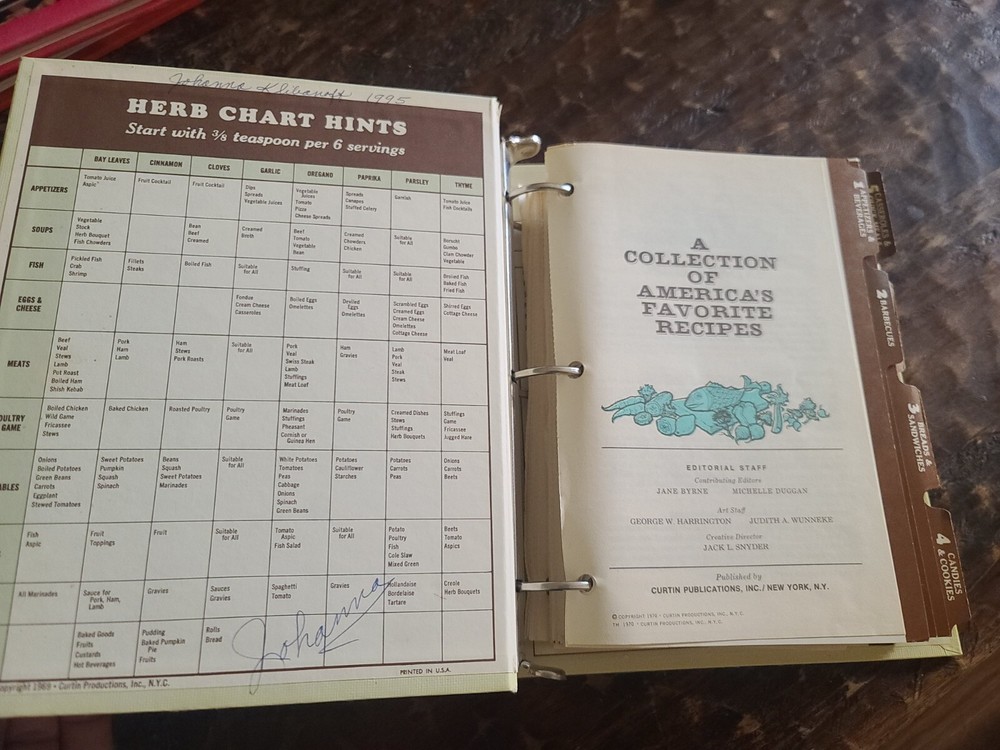 Johanna Klivanoff 1995
HERB CHART HINTS
Start with 3/8 teaspoon per 6 servings
BAY LEAVES CINNAMON CLOVES GARLIC OREGANO PAPRIKA PARSLEY THYME
APPETIZERS
Tomato Juice
Aspic
Fruit Cocktail
Fruit Cocktail
Dips
Spreads
Vegetable Juices
Vegetable
Juices
Tomato
Pizza
Cheese Spreads
Spreads
Canapes
Stuffed Celery
Garnish
Tomato Juice
Fish Cocktails
SOUPS
Vegetable
Stock
Herb Bouquet
Fish Chowders
Bean
Beef
Creamed
Creamed
Beef
Tomato
Vegetable
Bean
Creamed
Chowders
Chicken
Suitable
for All
Borscht
Gumbo
Clam Chowder
Vegetable
FISH
Pickled Fish
Crab
Shrimp
Fillets
Steaks
Boiled Fish
Suitable
for All
Stuffing
Suitable
for All
Suitable
for All
Broiled Fish
Baked Fish
Fried Fish
EGGS &
CHEESE
Fondue
Cream Cheese
Casseroles
Boiled Eggs
Omelettes
Deviled
Eggs
Omelettes
Scrambled Eggs
Creamed Eggs
Cream Cheese
Omelettes
Cottage Cheese
Shirred Eggs
Cottage Cheese
MEATS
Beef
Veal
Stews
Lamb
Pot Roast
Boiled Ham
Shish Kebab
Pork
Ham
Lamb
Ham
Stews
Pork Roasts
Suitable
for All
Pork
Veal
Swiss Steak
Lamb
Stuffings
Meat Loaf
Ham
Gravies
Lamb
Pork
Veal
Steak
Stews
Meat Loaf
Veal
OULTRY
GAME
Boiled Chicken
Wild Game
Fricassee
Stews
Baked Chicken
Roasted Poultry
Poultry
Game
Marinades
Stuffings
Pheasant
Cornish or
Guinea Hen
Poultry
Game
Creamed Dishes
Stews
Stuffings
Herb Bouquets
Stuffings
Game
Fricassee
Jugged Hare
ABLES
Onions
Boiled Potatoes
Green Beans
Carrots
Eggplant
Stewed Tomatoes
Sweet Potatoes
Pumpkin
Squash
Spinach
Beans
Squash
Sweet Potatoes
Marinades
Suitable
for All
White Potatoes
Tomatoes
Peas
Cabbage
Onions
Spinach
Green Beans
Potatoes
Cauliflower
Starches
Potatoes
Carrots
Peas
Onions
Carrots
Beets
Fish
Aspic
Fruit
Toppings
Fruit
Suitable
for All
Tomato
Aspic
Fish Salad
Suitable
for All
Potato
Poultry
Fish
Cole Slaw
Mixed Green
Beets
Tomato
Aspics
All Marinades
Sauce for
Pork, Ham,
Lamb
Gravies
Sauces
Gravies
Spaghetti
Tomato
Gravies
Hollandaise
Bordelaise
Tartare
Creole
Herb Bouquets
Baked Goods
Fruits
Custards
Hot Beverages
Pudding
Baked Pumpkin
Pie
Fruits
Rolls
Bread
Johanna
PRINTED IN U.S.A.
opyright 1969 - Curtin Productions, Inc., N.Y.C.
A
COLLECTION
OF
AMERICA'S
FAVORITE
RECIPES
EDITORIAL STAFF
Contributing Editors
JANE BYRNE MICHELLE DUGGAN
Art Staff
GEORGE W. HARRINGTON JUDITH A. WUNNEKE
Creative Director
JACK L. SNYDER
Published by
CURTIN PUBLICATIONS, INC./ NEW YORK, N.Y.
© COPYRIGHT 1970 - CURTIN PRODUCTIONS, INC., N.Y.C.
TM 1970 - CURTIN PRODUCTIONS, INC., N.Y.C.
1 APPETIZERS &
BEVERAGES
2 BARBECUES
3 BREADS &
SANDWICHES
4 CANDIES
& COOKIES
5 CASSEROLES &